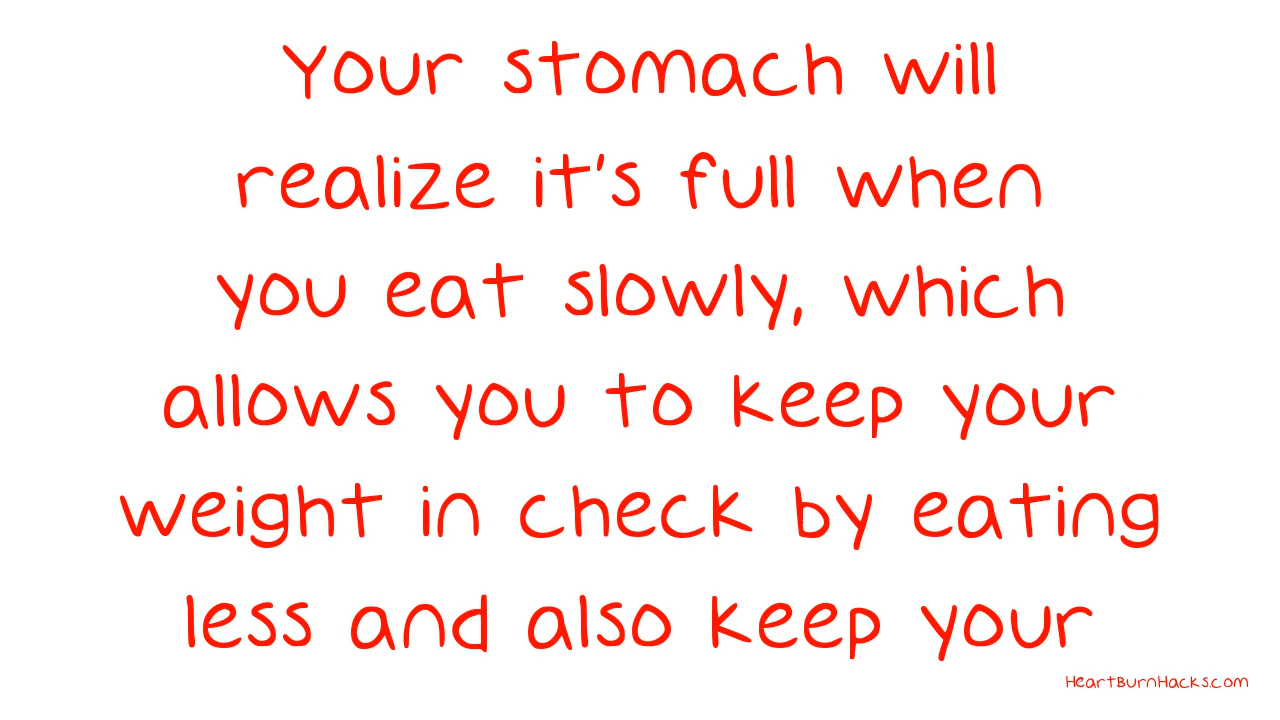 Your stomach will
realize it's full when
you eat slowly, which
allows you to keep your
weight in check by eating
less and also keep your
HeartBurnHacks.com